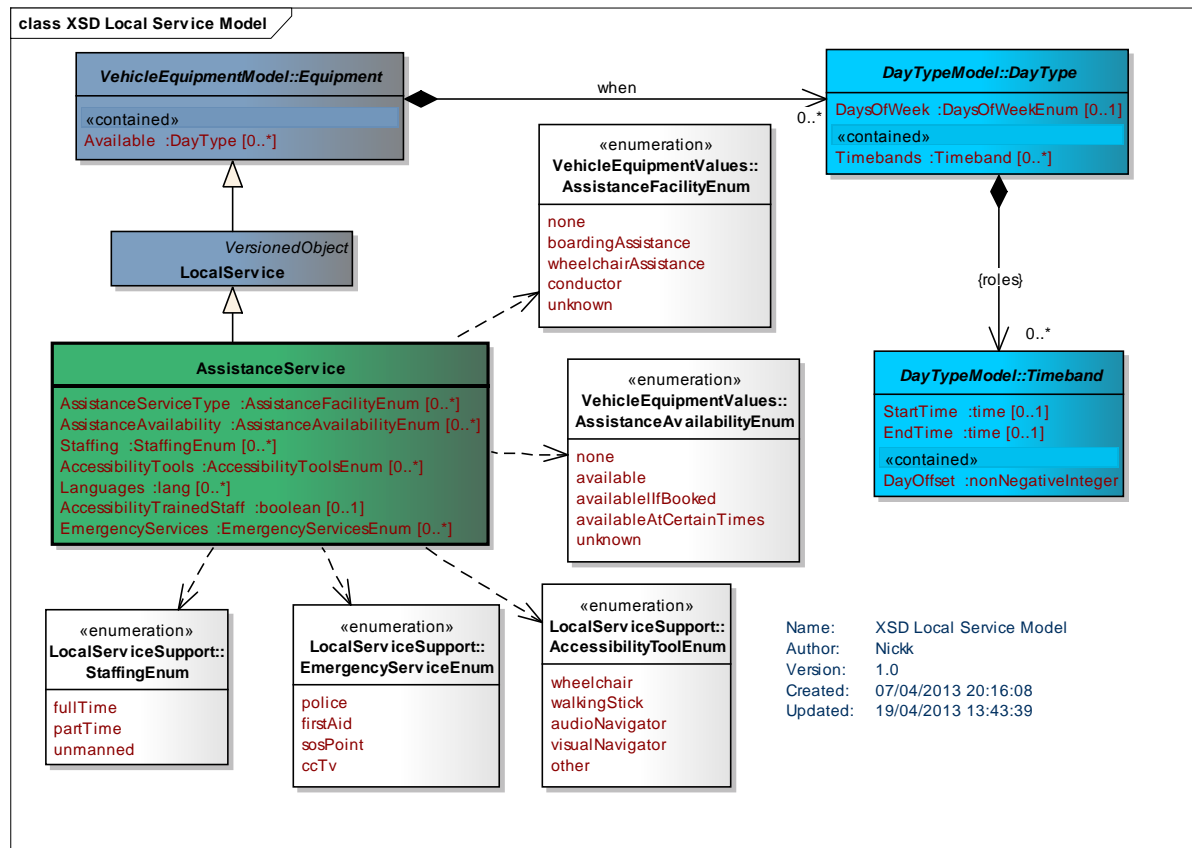 class XSD Local Service Model
VehicleEquipmentModel::Equipment
«contained»
Available :DayType [0..*]
when
0..*
DayTypeModel::DayType
DaysOfWeek :DaysOfWeekEnum [0..1]
«contained»
Timebands :Timeband [0..*]
«enumeration»
VehicleEquipmentValues::
AssistanceFacilityEnum
none
boardingAssistance
wheelchairAssistance
conductor
unknown
VersionedObject
LocalService
{roles}
0..*
AssistanceService
AssistanceServiceType :AssistanceFacilityEnum [0..*]
AssistanceAvailability :AssistanceAvailabilityEnum [0..*]
Staffing :StaffingEnum [0..*]
AccessibilityTools :AccessibilityToolsEnum [0..*]
Languages :lang [0..*]
AccessibilityTrainedStaff :boolean [0..1]
EmergencyServices :EmergencyServicesEnum [0..*]
«enumeration»
VehicleEquipmentValues::
AssistanceAvailabilityEnum
none
available
availableIIfBooked
availableAtCertainTimes
unknown
DayTypeModel::Timeband
StartTime :time [0..1]
EndTime :time [0..1]
«contained»
DayOffset :nonNegativeInteger
«enumeration»
LocalServiceSupport::
StaffingEnum
fullTime
partTime
unmanned
«enumeration»
LocalServiceSupport::
EmergencyServiceEnum
police
firstAid
sosPoint
ccTv
«enumeration»
LocalServiceSupport::
AccessibilityToolEnum
wheelchair
walkingStick
audioNavigator
visualNavigator
other
Name: XSD Local Service Model
Author: Nickk
Version: 1.0
Created: 07/04/2013 20:16:08
Updated: 19/04/2013 13:43:39